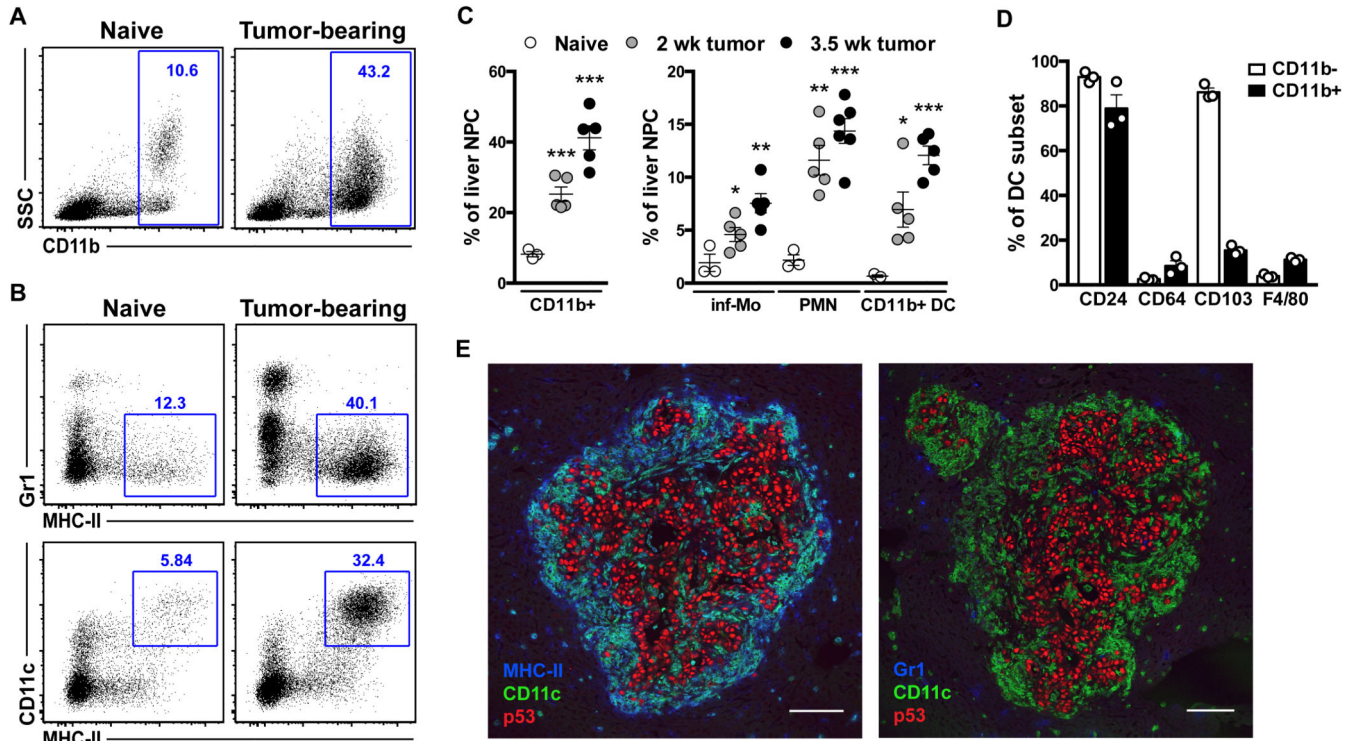 A
Naive
Tumor-bearing
10.6
43.2
SSC
CD11b
B
Naive
Tumor-bearing
12.3
40.1
Gr1
MHC-II
5.84
32.4
CD11c
MHC-II
C
Naive
2 wk tumor
3.5 wk tumor
60
40
20
0
% of liver NPC
***
***
CD11b+
20
15
10
5
0
% of liver NPC
*
**
**
***
*
***
inf-Mo
PMN
CD11b+ DC
D
CD11b-
CD11b+
100
80
60
40
20
0
% of DC subset
CD24
CD64
CD103
F4/80
E
MHC-II
CD11c
p53
Gr1
CD11c
p53